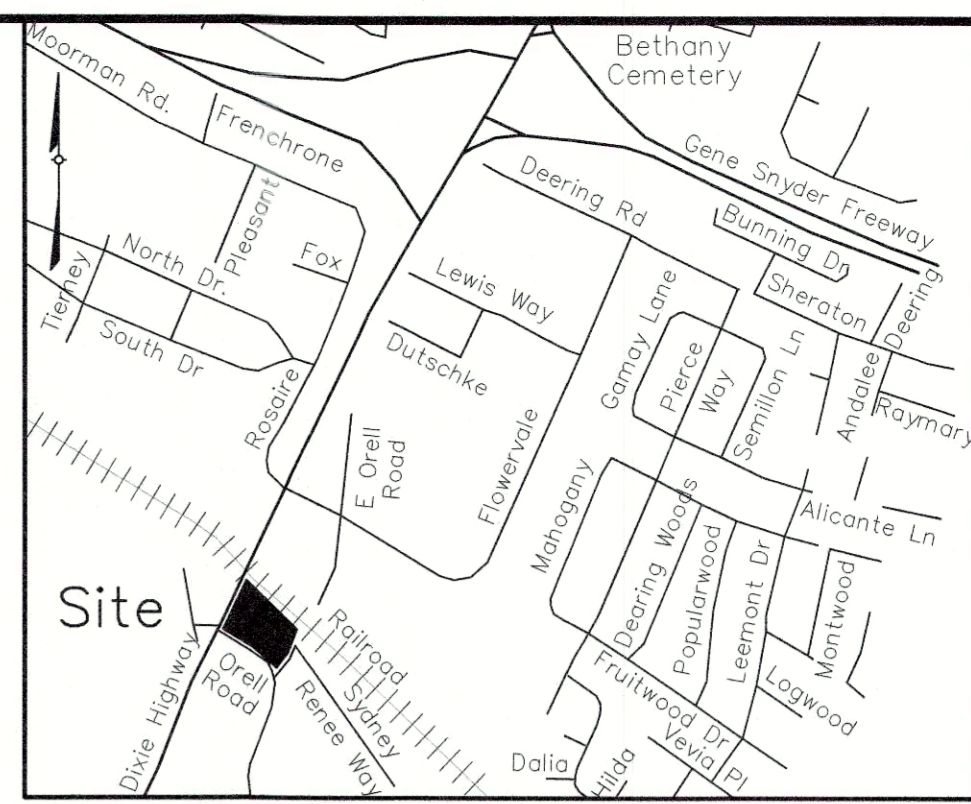 Moorman Rd.
Frenchrone
Pleasant
Fox
North Dr.
Tierney
South Dr
Rosaire
Bethany
Cemetery
Gene Snyder Freeway
Deering Rd
Bunning Dr
Sheraton
Deering
Lewis Way
Dutschke
Gamay Lane
Pierce
Way
Semillon Ln
Andalee
Raymary
E Orell
Road
Flowervale
Mahogany
Alicante Ln
Dearing Woods
Popularwood
Leemont Dr
Montwood
Logwood
Site
Railroad
Dixie Highway
Orell
Road
Sydney
Renee Way
Fruitwood Dr
Vevia Pl
Dalia
Hilda